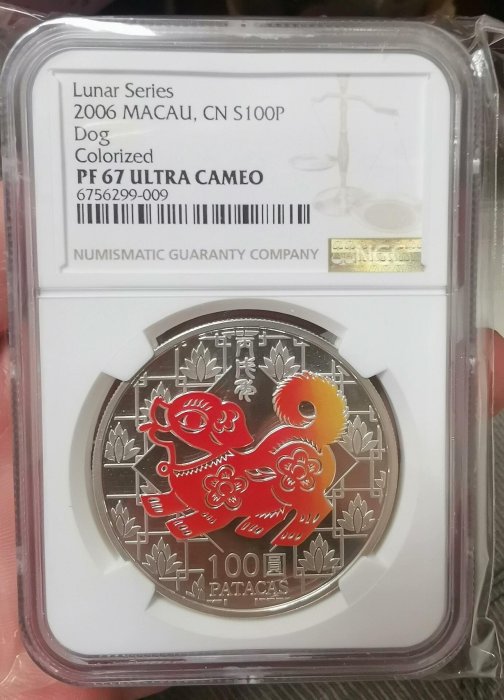 Lunar Series
2006 MACAU, CN S100P
Dog
Colorized
PF 67 ULTRA CAMEO
6756299-009
NUMISMATIC GUARANTY COMPANY
NGC
丙戌年
100圓
PATACAS